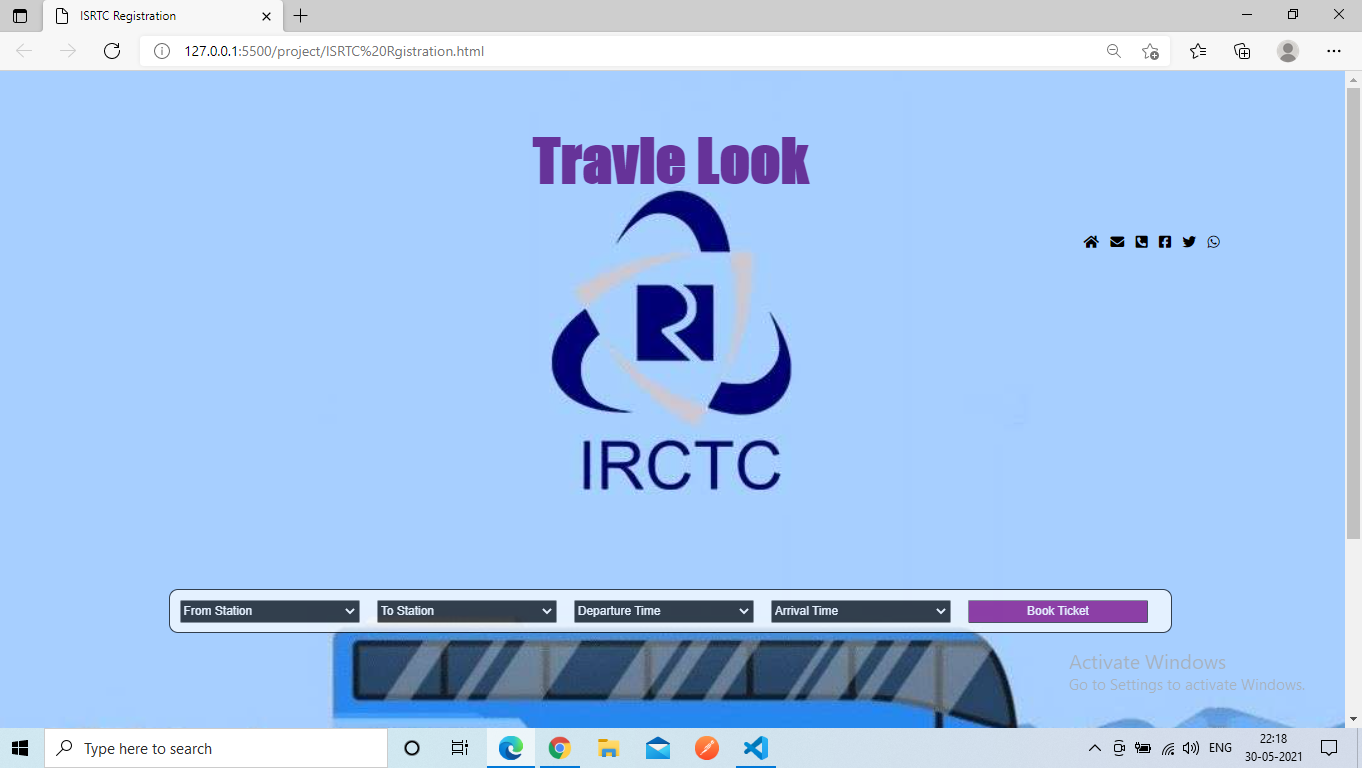 ISRTC Registration
127.0.0.1:5500/project/ISRTC%20Rgistration.html
Travle Look
R
IRCTC
From Station To Station Departure Time Arrival Time Book Ticket
Activate Windows
Go to Settings to activate Windows.
Type here to search
ENG
22:18
30-05-2021